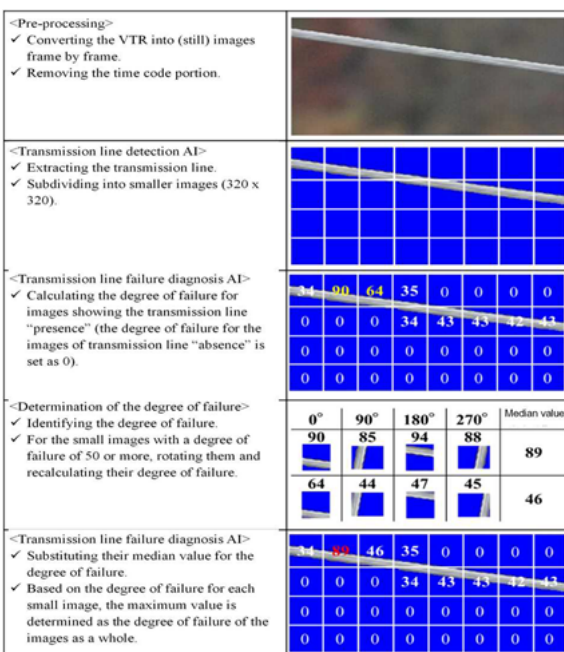 <Pre-processing>
✓ Converting the VTR into (still) images
frame by frame.
✓ Removing the time code portion.
<Transmission line detection AI>
✓ Extracting the transmission line.
✓ Subdividing into smaller images (320 x
320).
<Transmission line failure diagnosis AI>
✓ Calculating the degree of failure for
images showing the transmission line
“presence” (the degree of failure for the
images of transmission line “absence” is
set as 0).
34 90 64 35 0 0 0 0
0 0 0 34 43 43 42 43
0 0 0 0 0 0 0 0
0 0 0 0 0 0 0 0
<Determination of the degree of failure>
✓ Identifying the degree of failure.
✓ For the small images with a degree of
failure of 50 or more, rotating them and
recalculating their degree of failure.
0° 90° 180° 270° Median value
90 85 94 88 89
64 44 47 45 46
<Transmission line failure diagnosis AI>
✓ Substituting their median value for the
degree of failure.
✓ Based on the degree of failure for each
small image, the maximum value is
determined as the degree of failure of the
images as a whole.
34 89 46 35 0 0 0 0
0 0 0 34 43 43 42 43
0 0 0 0 0 0 0 0
0 0 0 0 0 0 0 0